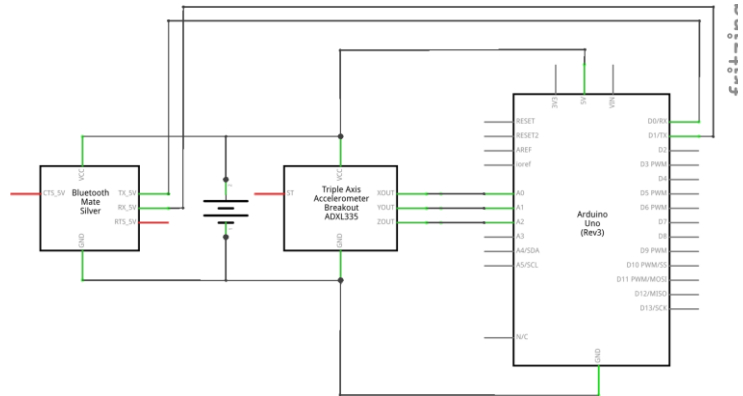 fritzing
3V3
5V
VIN
RESET
RESET2
AREF
ioref
A0
A1
A2
A3
A4/SDA
A5/SCL
N/C
Arduino
Uno
(Rev3)
D0/RX
D1/TX
D2
D3 PWM
D4
D5 PWM
D6 PWM
D7
D8
D9 PWM
D10 PWM/SS
D11 PWM/MOSI
D12/MISO
D13/SCK
GND
VCC
CTS_5V
Bluetooth
Mate
Silver
TX_5V
RX_5V
RTS_5V
GND
VCC
ST
Triple Axis
Accelerometer
Breakout
ADXL335
XOUT
YOUT
ZOUT
GND